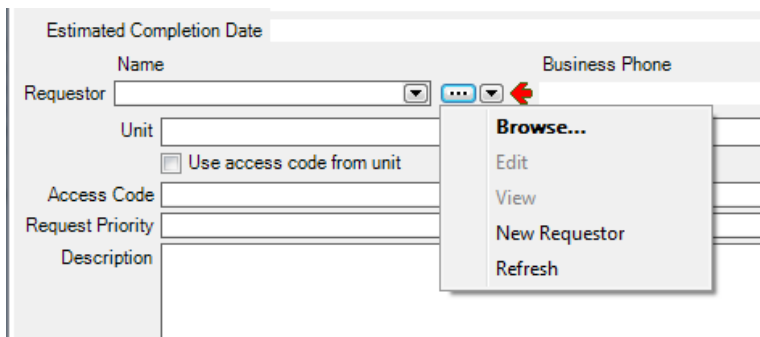 Estimated Completion Date
Name Business Phone
Requestor ...
Unit Browse...
Use access code from unit Edit
Access Code View
Request Priority New Requestor
Description Refresh